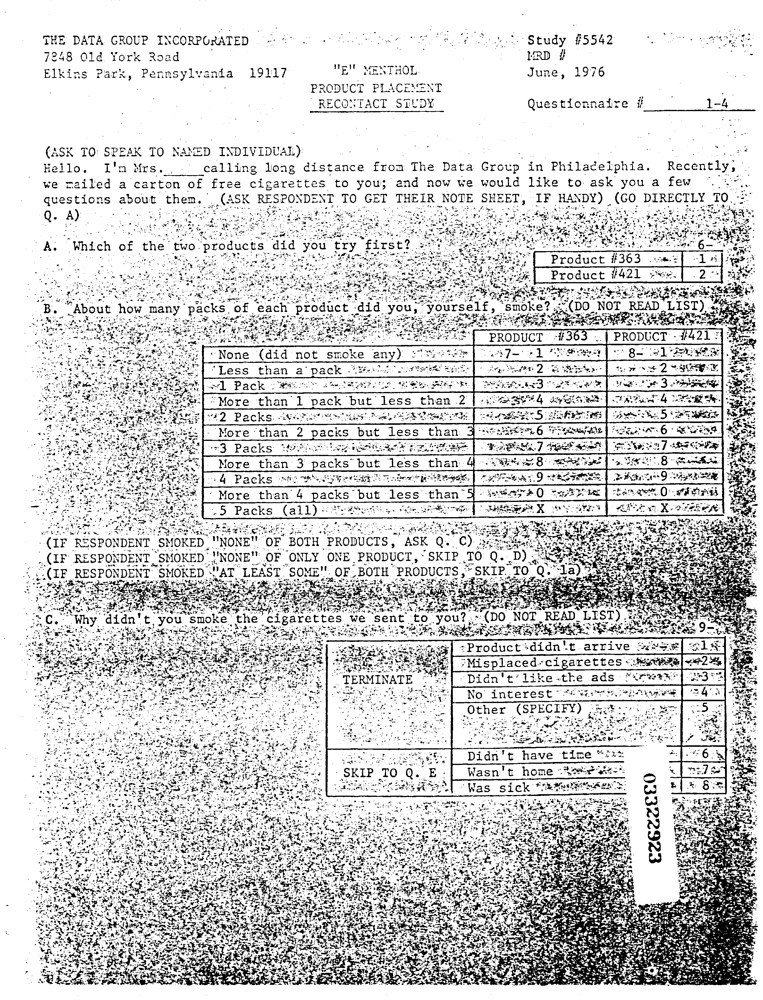 THE DATA GROUP INCORPORATED Study #5542
7848 Old York Road MRD #
Elkins Park, Pennsylvania 19117 "E" MENTHOL June, 1976
PRODUCT PLACEMENT
RECONTACT STUDY Questionnaire #_____ 1-4
(ASK TO SPEAK TO NAMED INDIVIDUAL)
Hello. I'm Mrs.____calling long distance from The Data Group in Philadelphia. Recently,
we mailed a carton of free cigarettes to you; and now we would like to ask you a few
questions about them. (ASK RESPONDENT TO GET THEIR NOTE SHEET, IF HANDY) (GO DIRECTLY TO
Q. A)
A. Which of the two products did you try first? 6-
Product #363 1
Product #421 2
B. About how many packs of each product did you, yourself, smoke? (DO NOT READ LIST)
PRODUCT #363 PRODUCT #421
None (did not smoke any) 7- 1 8- 1
Less than a pack 2 2
1 Pack 3 3
More than 1 pack but less than 2 4 4
2 Packs 5 5
More than 2 packs but less than 3 6 6
3 Packs 7 7
More than 3 packs but less than 4 8 8
4 Packs 9 9
More than 4 packs but less than 5 0 0
5 Packs (all) X X
(IF RESPONDENT SMOKED "NONE" OF BOTH PRODUCTS, ASK Q. C)
(IF RESPONDENT SMOKED "NONE" OF ONLY ONE PRODUCT, SKIP TO Q. D)
(IF RESPONDENT SMOKED "AT LEAST SOME" OF BOTH PRODUCTS, SKIP TO Q. 1a)
C. Why didn't you smoke the cigarettes we sent to you? (DO NOT READ LIST)
9-
Product didn't arrive 1
Misplaced cigarettes 2
TERMINATE Didn't like the ads 3
No interest 4
Other (SPECIFY) 5
Didn't have time 6
SKIP TO Q. E Wasn't home 7
Was sick 8
03322923